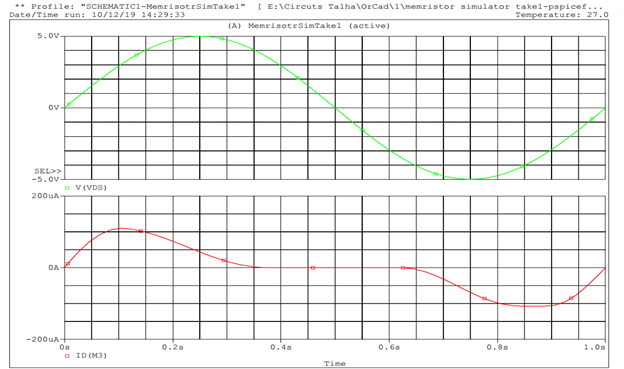 ** Profile: "SCHEMATIC1-MemrisotrSimTake1" [ E:\Circuts Talha\OrCad\1\memristor simulator take1-pspicef...
Date/Time run: 10/12/19 14:29:33 Temperature: 27.0
(A) MemrisotrSimTake1 (active)
5.0V
0V
SEL>>
-5.0V
V(VDS)
200uA
0A
-200uA
0s 0.2s 0.4s 0.6s 0.8s 1.0s
ID(M3)
Time